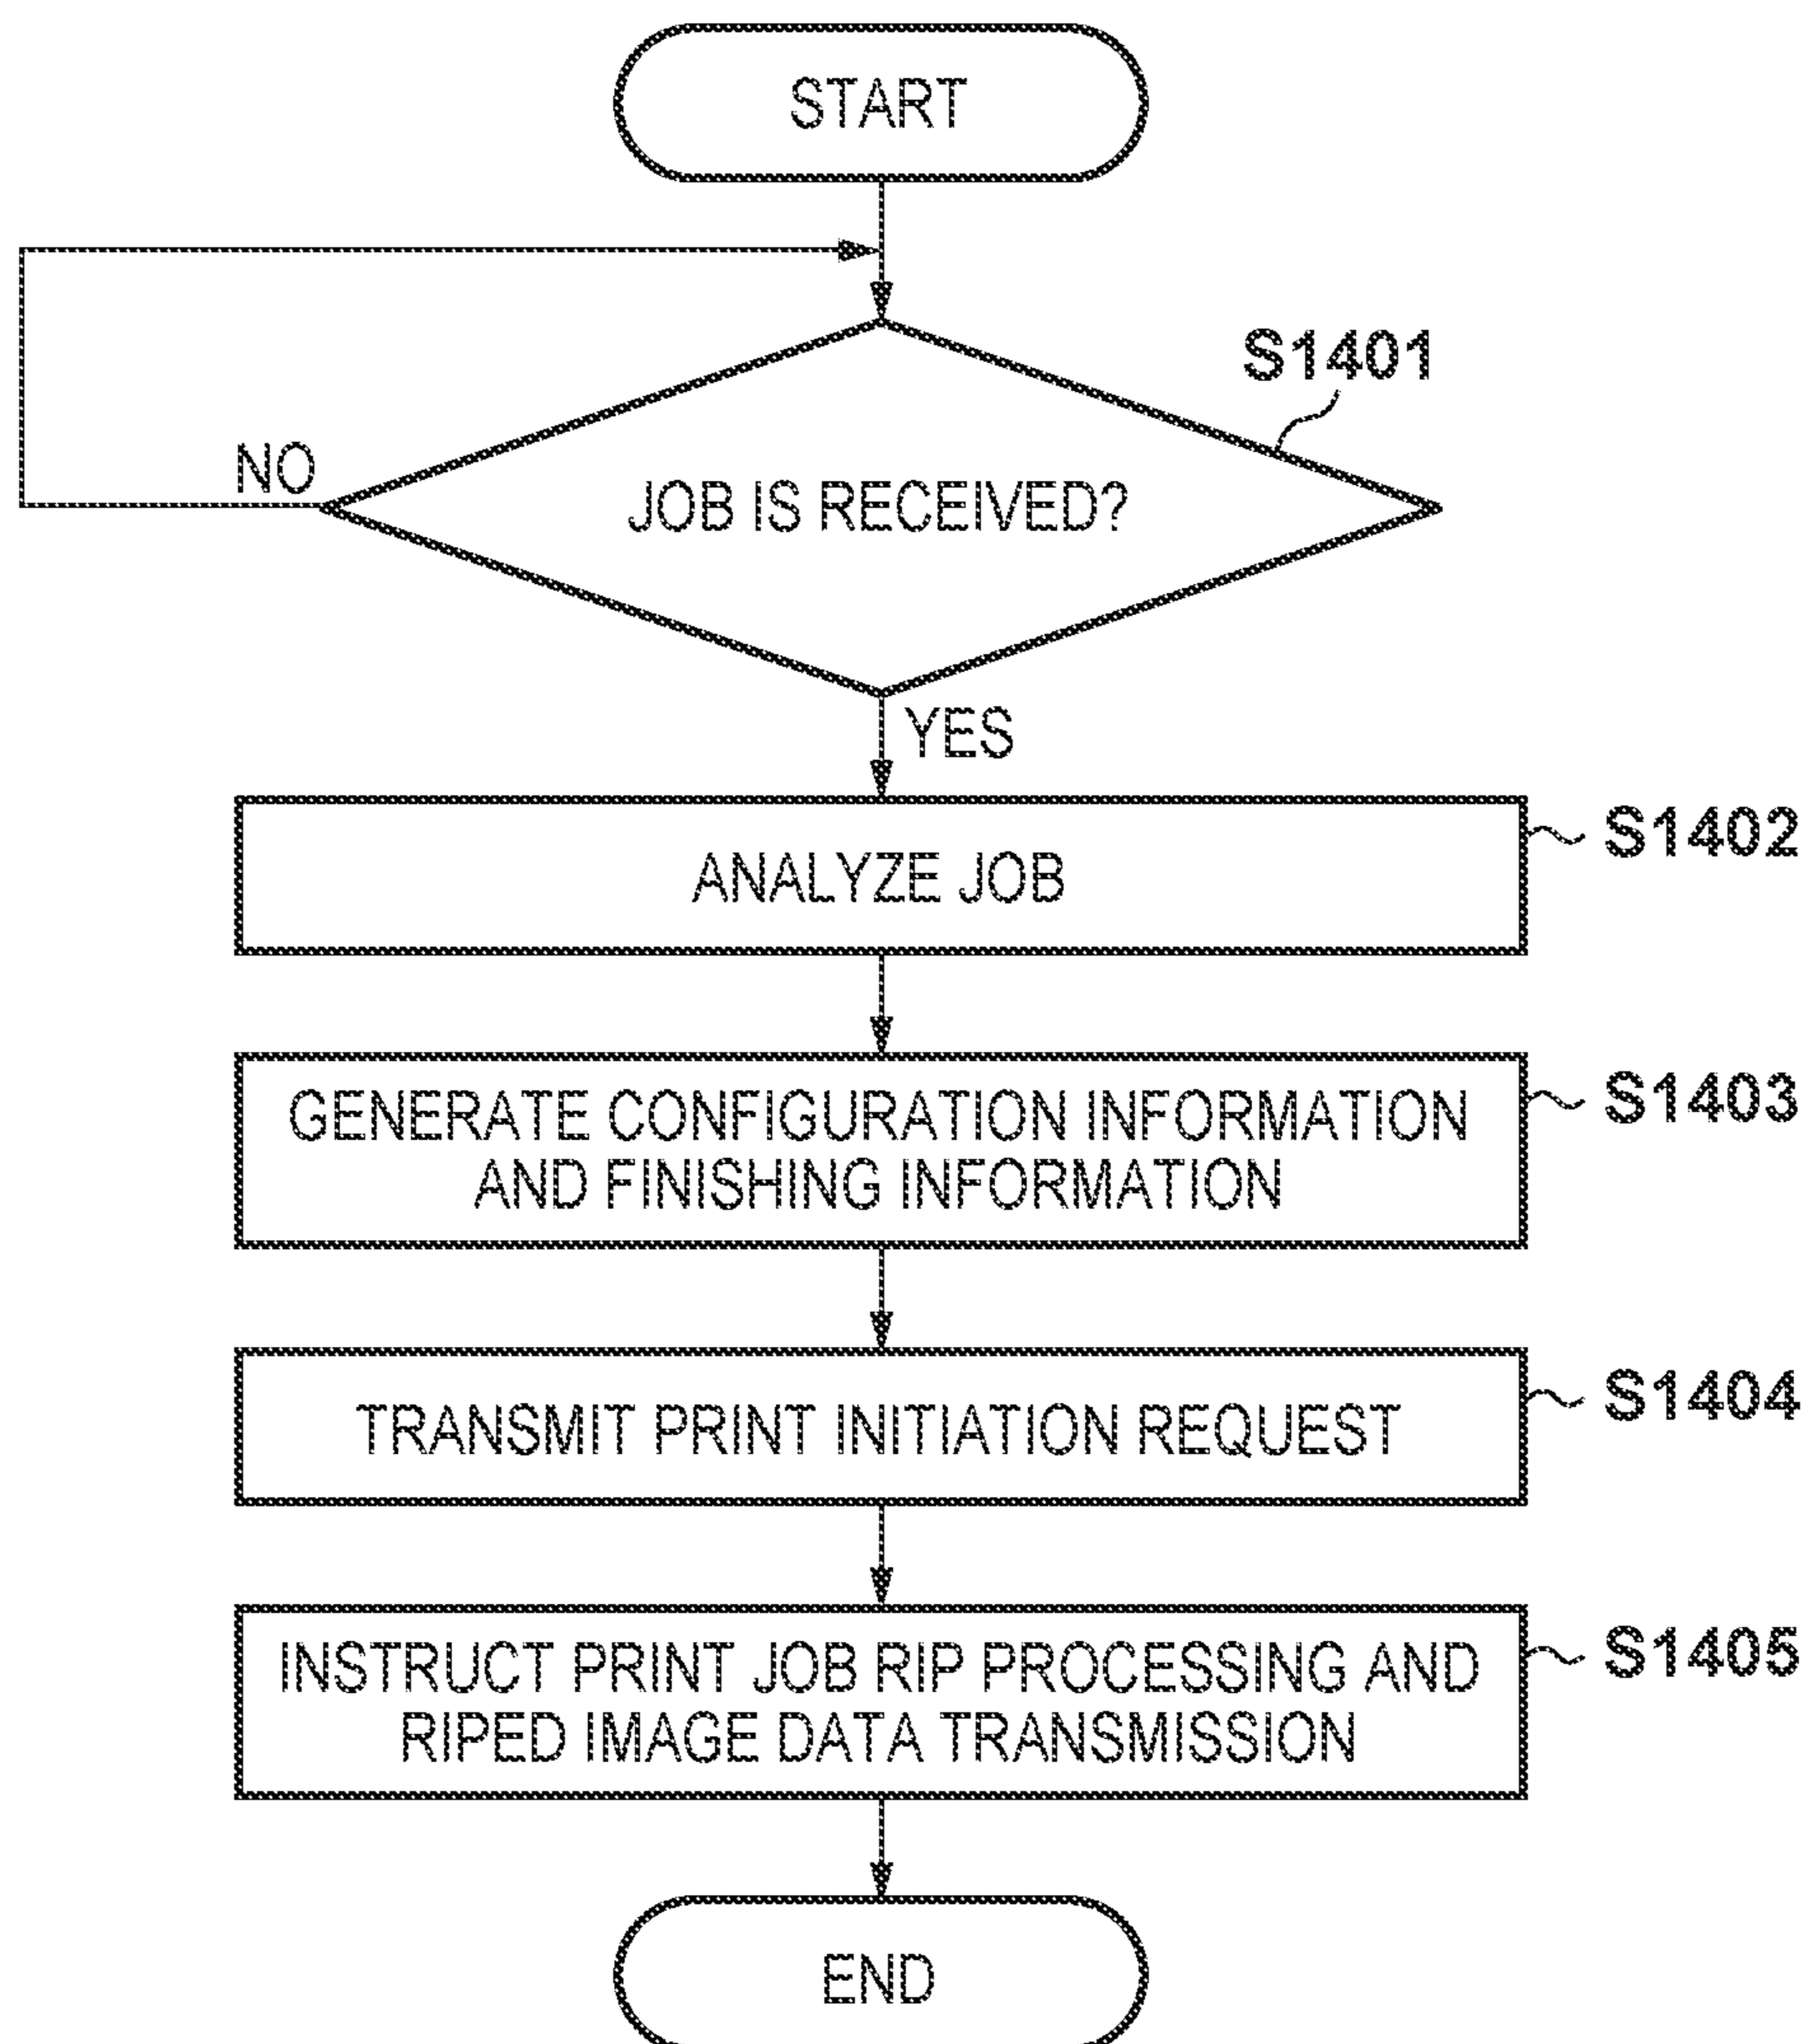 START
S1401
NO
JOB IS RECEIVED?
YES
ANALYZE JOB
S1402
GENERATE CONFIGURATION INFORMATION
AND FINISHING INFORMATION
S1403
TRANSMIT PRINT INITIATION REQUEST
S1404
INSTRUCT PRINT JOB RIP PROCESSING AND
RIPED IMAGE DATA TRANSMISSION
S1405
END